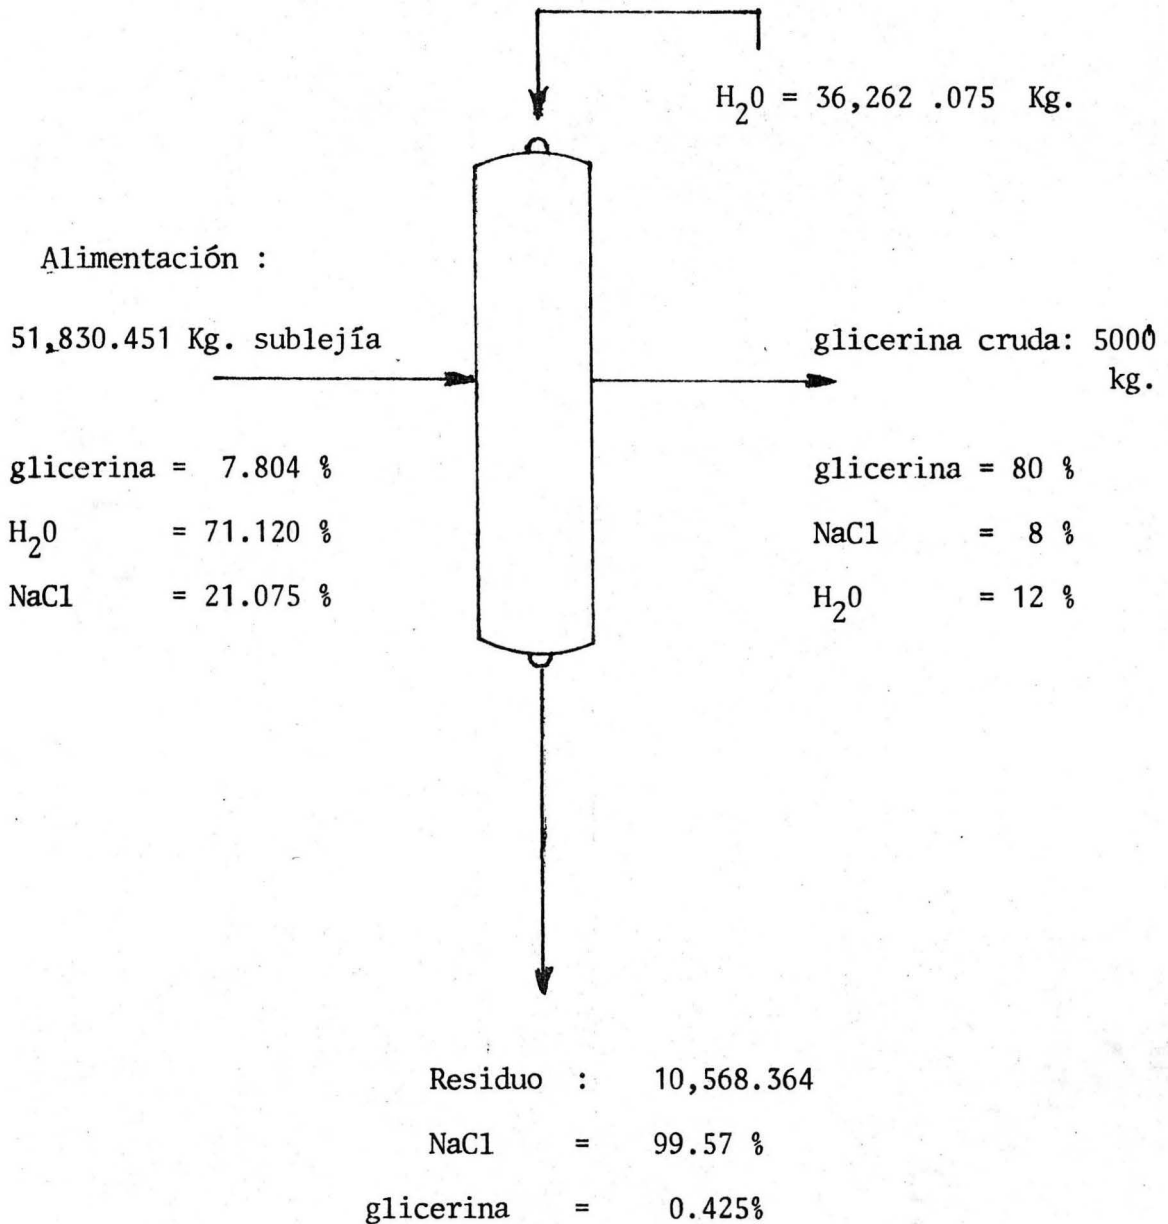 H2O = 36,262 .075 Kg.
Alimentación :
51,830.451 Kg. sublejía
glicerina = 7.804 %
H2O = 71.120 %
NaCl = 21.075 %
glicerina cruda: 5000
kg.
glicerina = 80 %
NaCl = 8 %
H2O = 12 %
Residuo : 10,568.364
NaCl = 99.57 %
glicerina = 0.425%